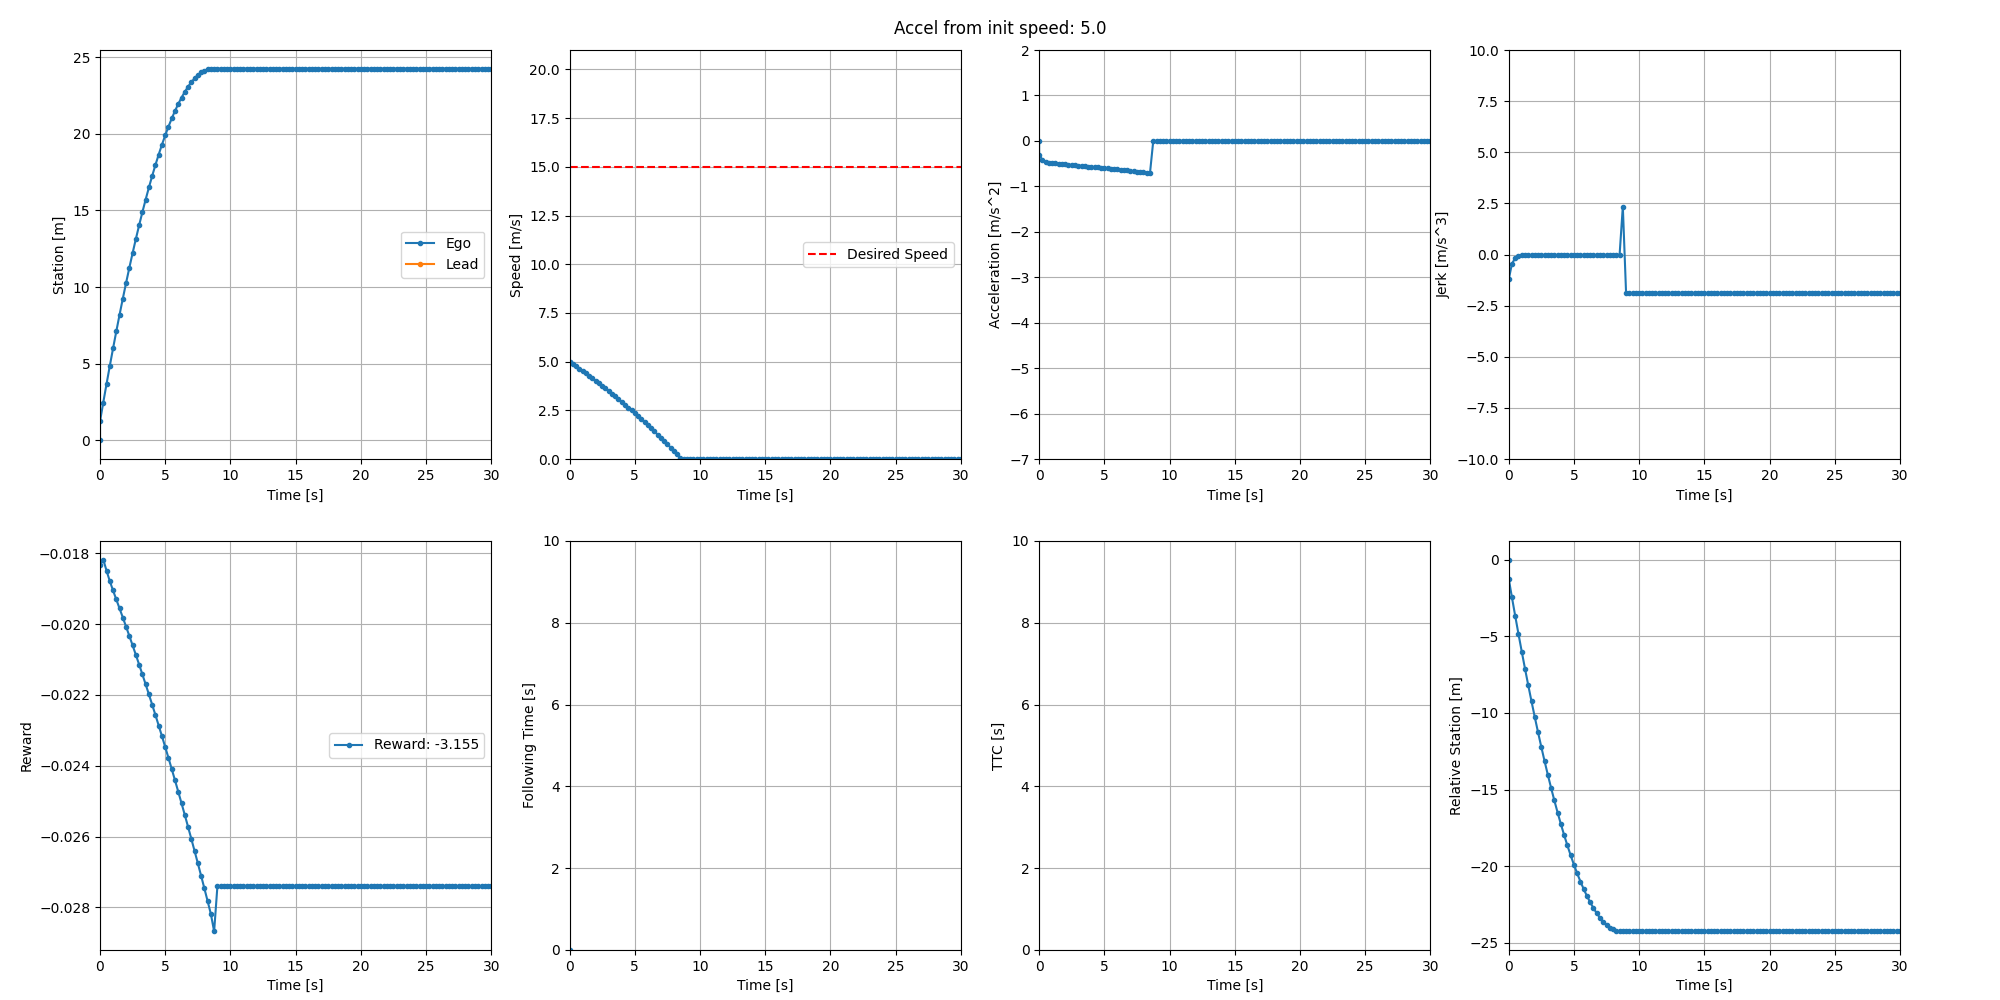 Accel from init speed: 5.0
25
20
15
10
5
0
Station [m]
Ego
Lead
0 5 10 15 20 25 30
Time [s]
20.0
17.5
15.0
12.5
10.0
7.5
5.0
2.5
0.0
Speed [m/s]
Desired Speed
0 5 10 15 20 25 30
Time [s]
2
1
0
−1
−2
−3
−4
−5
−6
−7
Acceleration [m/s^2]
0 5 10 15 20 25 30
Time [s]
10.0
7.5
5.0
2.5
0.0
−2.5
−5.0
−7.5
−10.0
Jerk [m/s^3]
0 5 10 15 20 25 30
Time [s]
−0.018
−0.020
−0.022
−0.024
−0.026
−0.028
Reward
Reward: -3.155
0 5 10 15 20 25 30
Time [s]
10
8
6
4
2
0
Following Time [s]
0 5 10 15 20 25 30
Time [s]
10
8
6
4
2
0
TTC [s]
0 5 10 15 20 25 30
Time [s]
0
−5
−10
−15
−20
−25
Relative Station [m]
0 5 10 15 20 25 30
Time [s]